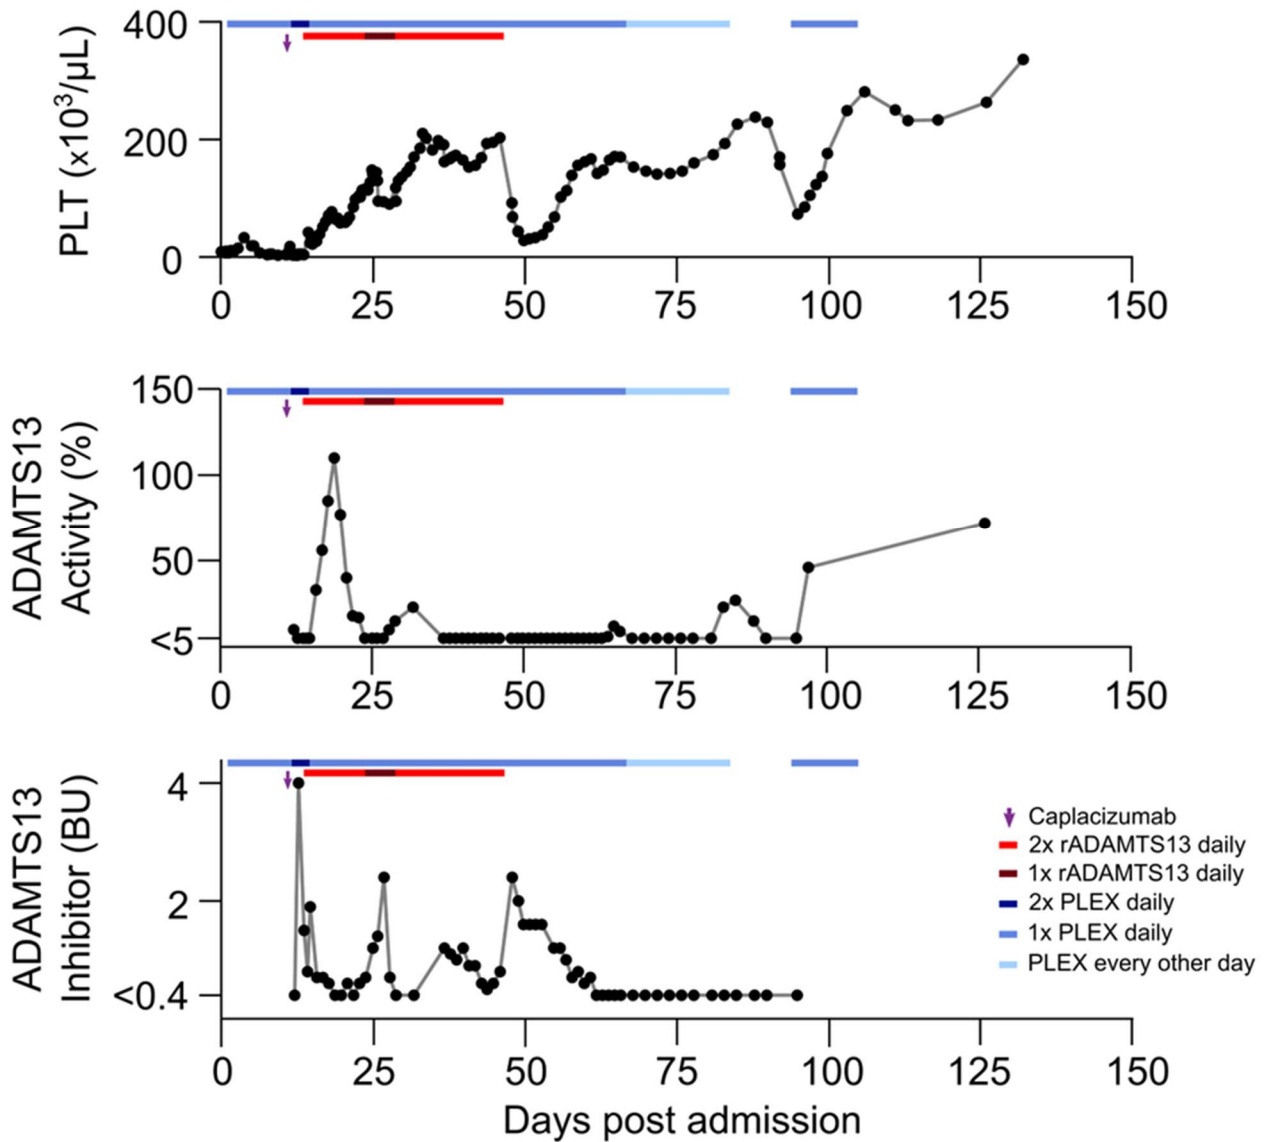 400
200
0
PLT (x10³/µL)
0 25 50 75 100 125 150
150
100
50
<5
ADAMTS13
Activity (%)
0 25 50 75 100 125 150
4
2
<0.4
ADAMTS13
Inhibitor (BU)
Caplacizumab
2x rADAMTS13 daily
1x rADAMTS13 daily
2x PLEX daily
1x PLEX daily
PLEX every other day
0 25 50 75 100 125 150
Days post admission